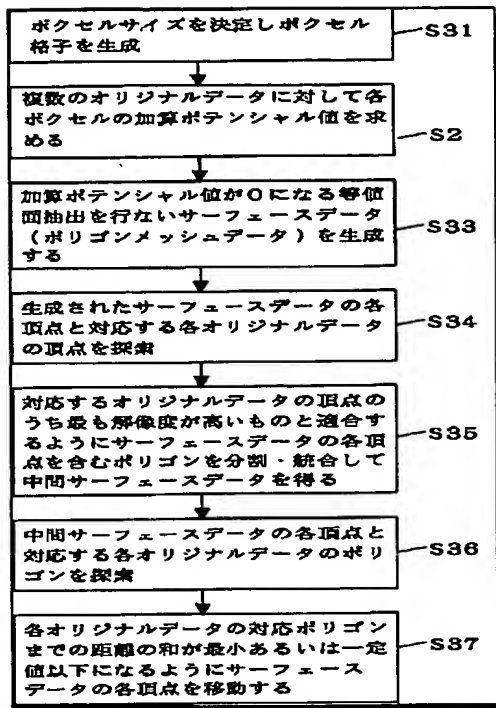 ボクセルサイズを決定しボクセル
格子を生成
S31
複数のオリジナルデータに対して各
ボクセルの加算ポテンシャル値を求
める
S2
加算ポテンシャル値が0になる等値
面抽出を行ないサーフェースデータ
（ポリゴンメッシュデータ）を生成
する
S33
生成されたサーフェースデータの各
頂点と対応する各オリジナルデータ
の頂点を探索
S34
対応するオリジナルデータの頂点の
うち最も解像度が高いものと適合す
るようにサーフェースデータの各頂
点を含むポリゴンを分割・統合して
中間サーフェースデータを得る
S35
中間サーフェースデータの各頂点と
対応する各オリジナルデータのポリ
ゴンを探索
S36
各オリジナルデータの対応ポリゴン
までの距離の和が最小あるいは一定
値以下になるようにサーフェース
データの各頂点を移動する
S37